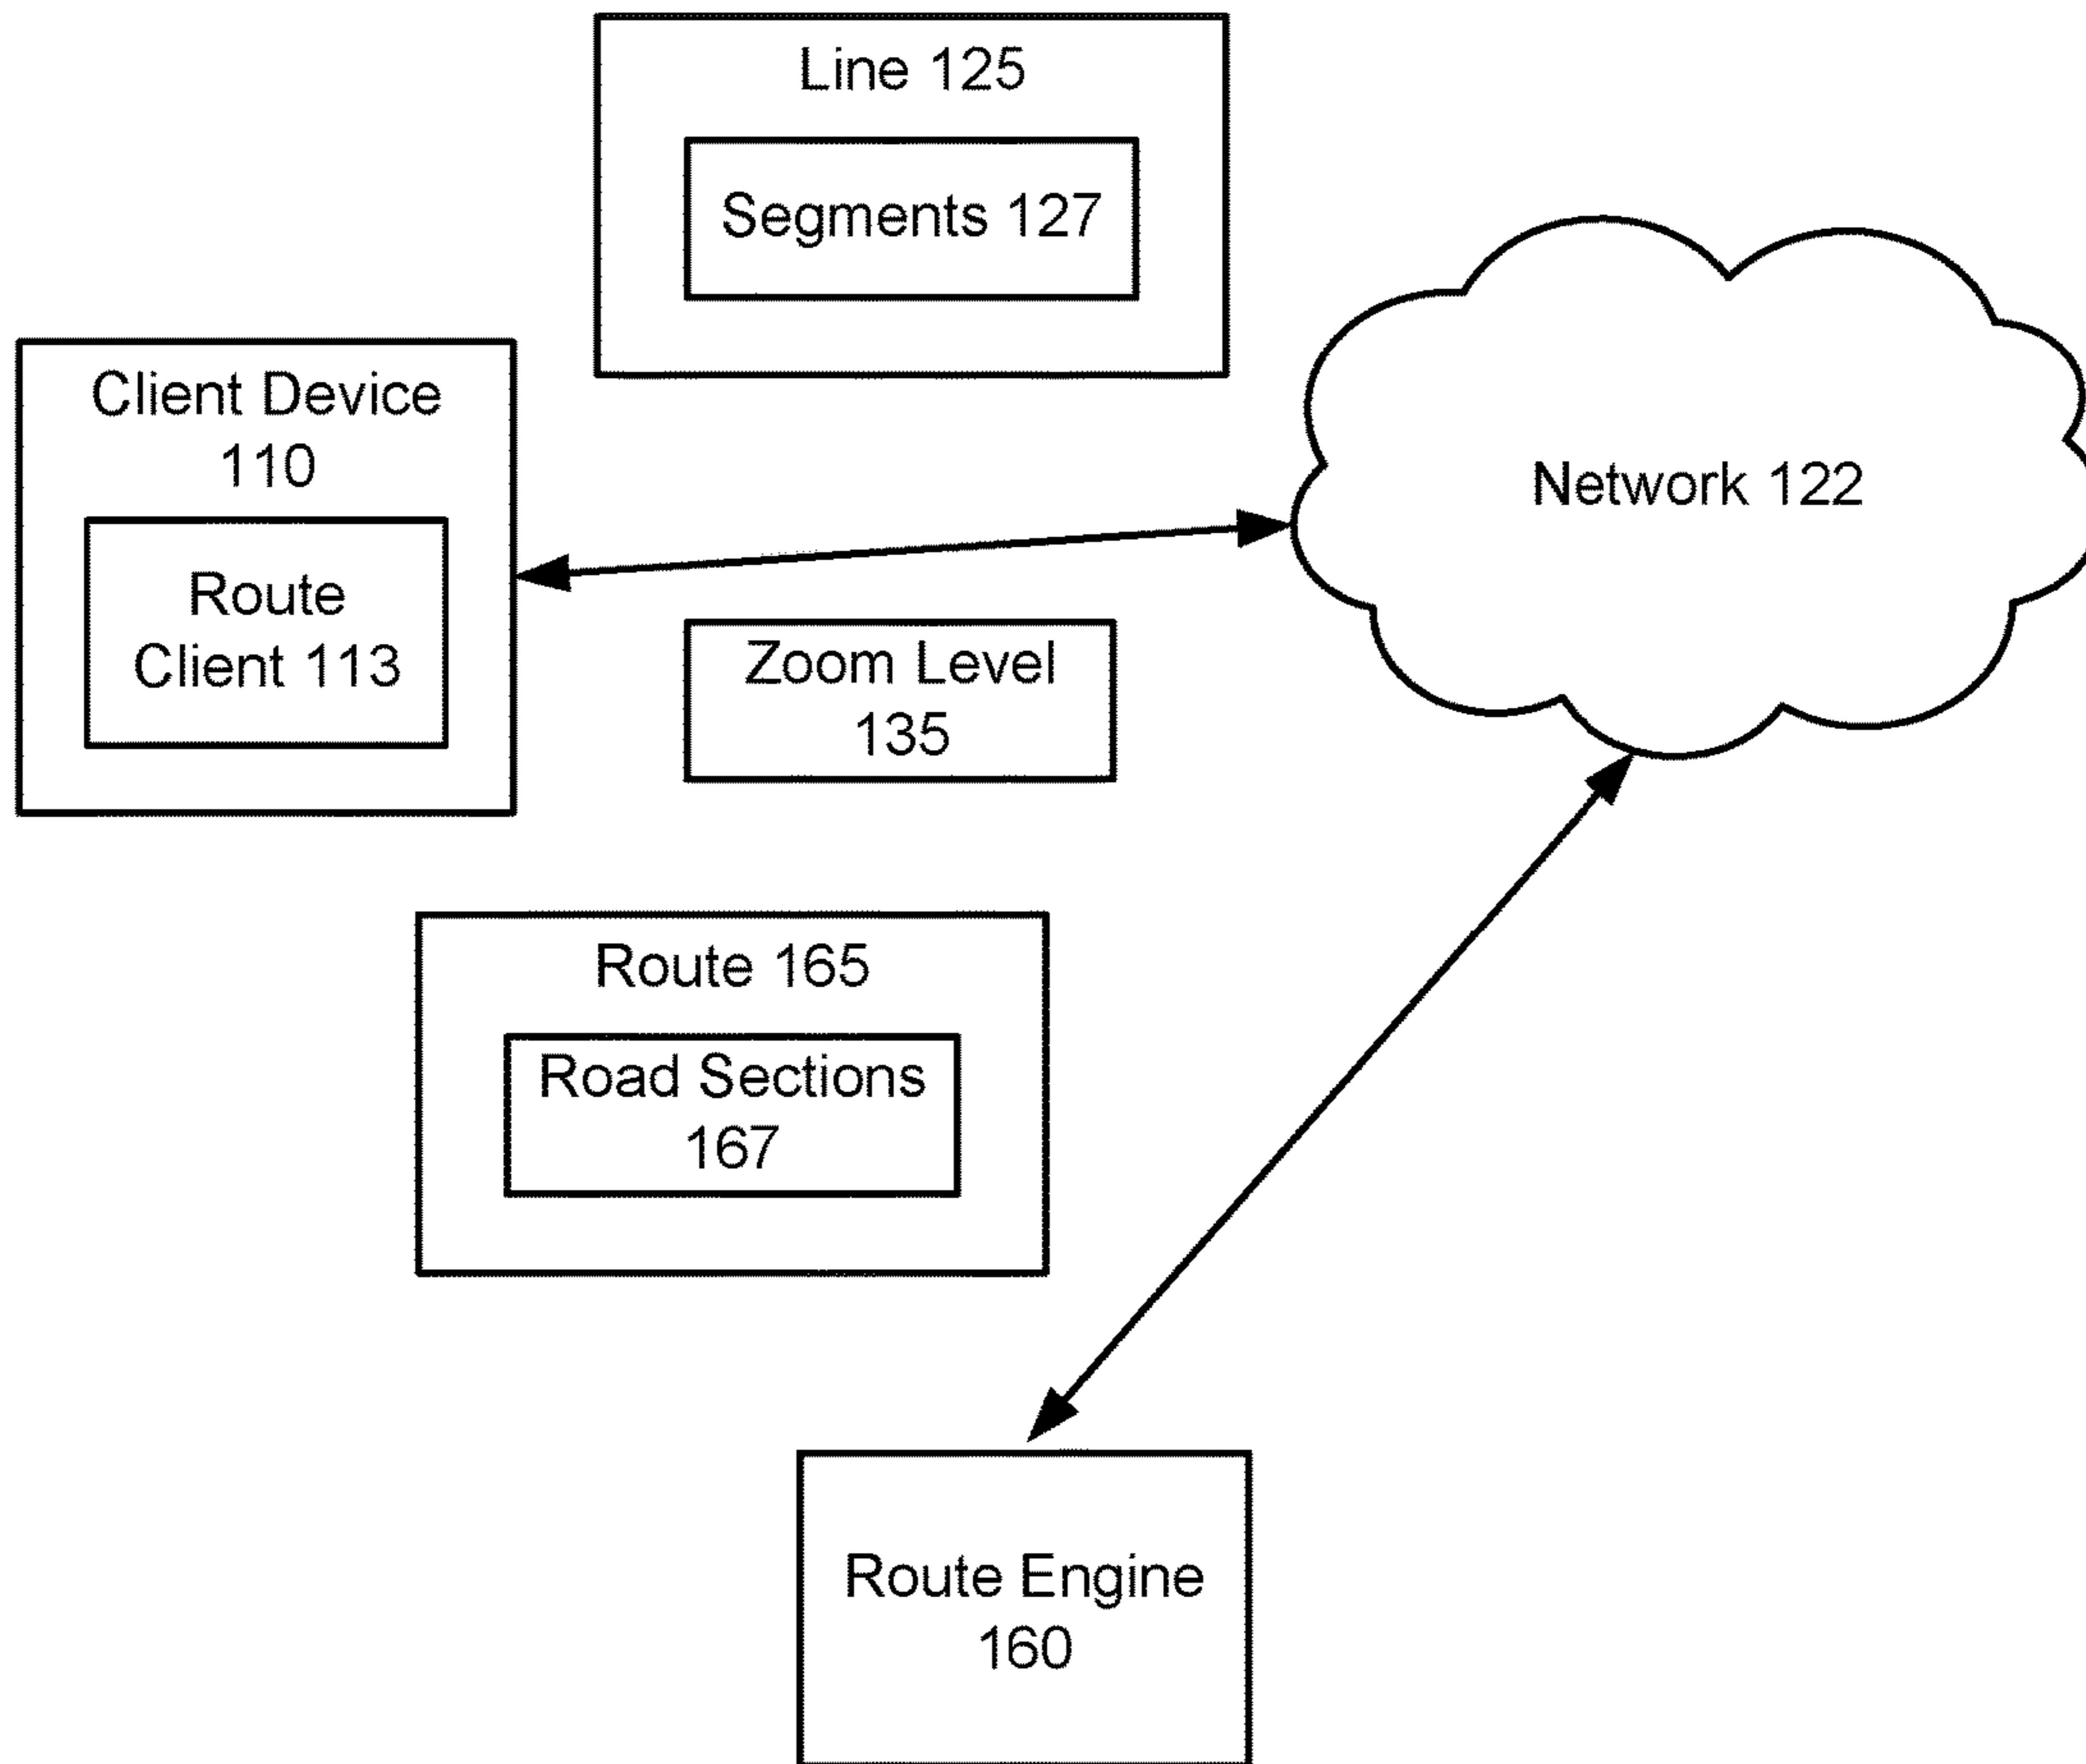 Line 125
Segments 127
Client Device
110
Route
Client 113
Network 122
Zoom Level
135
Route 165
Road Sections
167
Route Engine
160